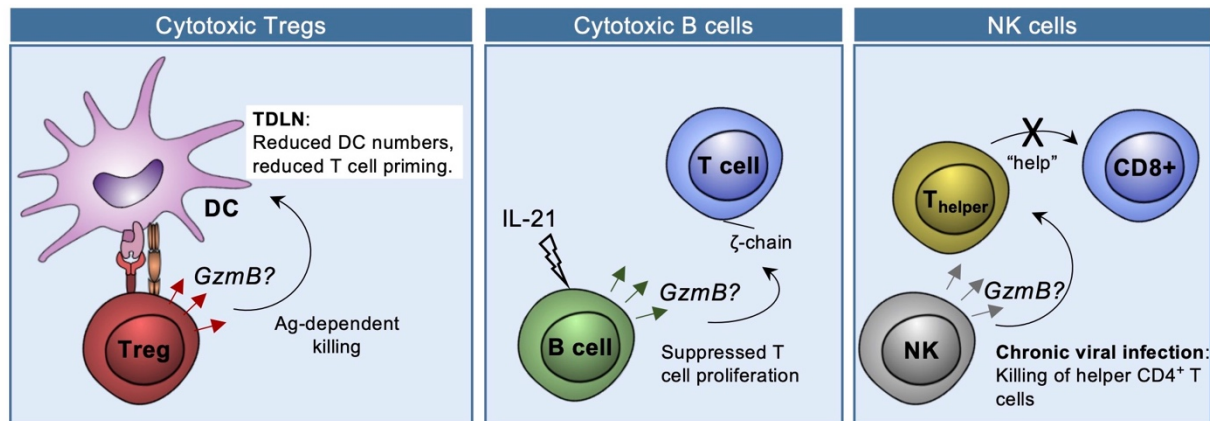 Cytotoxic Tregs
TDLN:
Reduced DC numbers,
reduced T cell priming.
DC
GzmB?
Treg
Ag-dependent
killing
Cytotoxic B cells
T cell
IL-21
ζ-chain
GzmB?
B cell
Suppressed T
cell proliferation
NK cells
X
"help"
CD8+
Thelper
GzmB?
NK
Chronic viral infection:
Killing of helper CD4⁺ T
cells